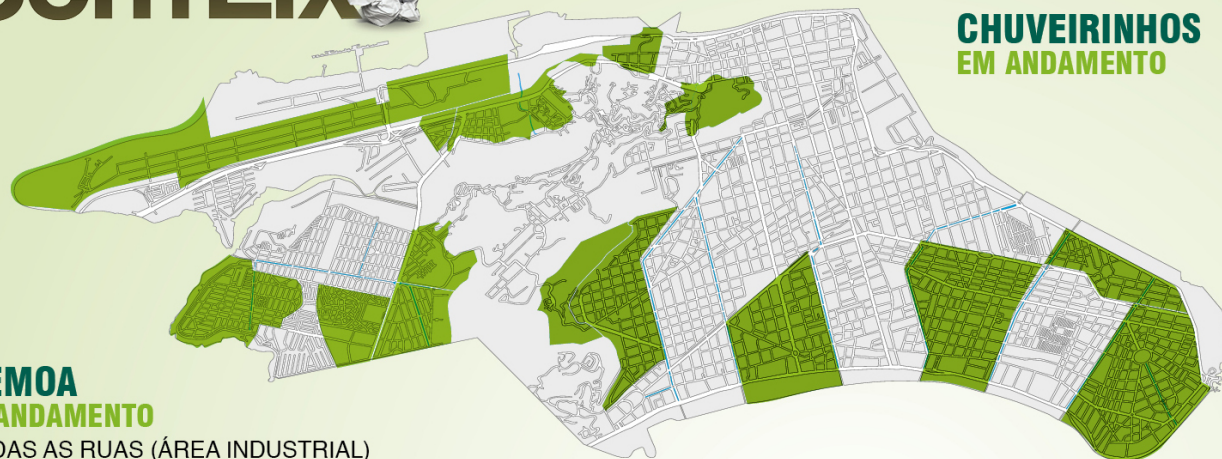 CHUVEIRINHOS
EM ANDAMENTO
EMOA
ANDAMENTO
DAS AS RUAS (ÁREA INDUSTRIAL)